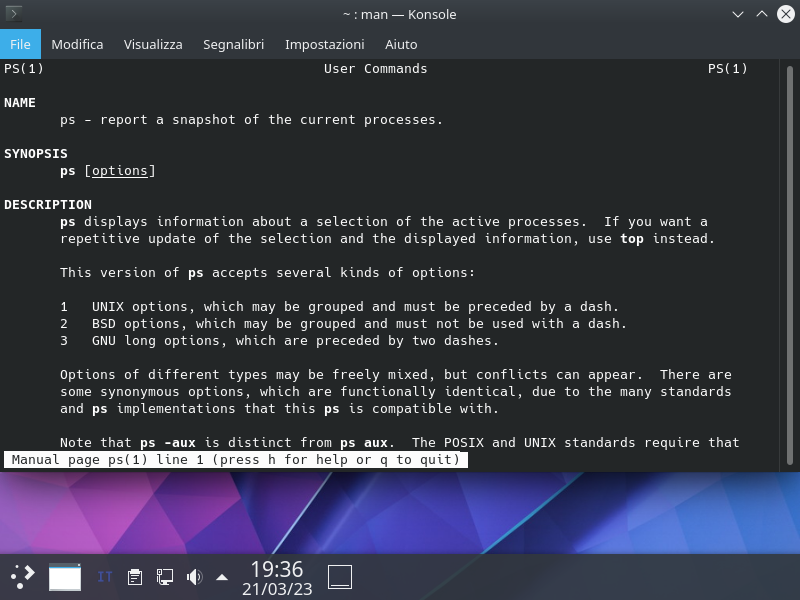 ~ : man — Konsole
File Modifica Visualizza Segnalibri Impostazioni Aiuto
PS(1) User Commands PS(1)
NAME
ps - report a snapshot of the current processes.
SYNOPSIS
ps [options]
DESCRIPTION
ps displays information about a selection of the active processes. If you want a
repetitive update of the selection and the displayed information, use top instead.
This version of ps accepts several kinds of options:
1 UNIX options, which may be grouped and must be preceded by a dash.
2 BSD options, which may be grouped and must not be used with a dash.
3 GNU long options, which are preceded by two dashes.
Options of different types may be freely mixed, but conflicts can appear. There are
some synonymous options, which are functionally identical, due to the many standards
and ps implementations that this ps is compatible with.
Note that ps -aux is distinct from ps aux. The POSIX and UNIX standards require that
Manual page ps(1) line 1 (press h for help or q to quit)
IT
19:36
21/03/23